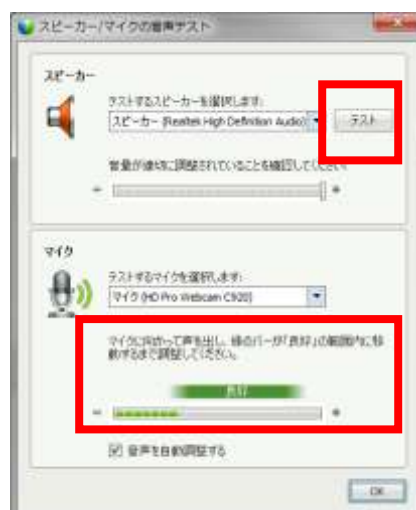 スピーカー/マイクの音声テスト
スピーカー
テストするスピーカーを選択します:
スピーカー (Realtek High Definition Audio)
テスト
音量が適切に調整されていることを確認してください。
- +
マイク
テストするマイクを選択します:
マイク (HD Pro Webcam C920)
マイクに向かって声を出し、緑のバーが「良好」の範囲内に移
動するまで調整してください。
良好
- +
音声を自動調整する
OK